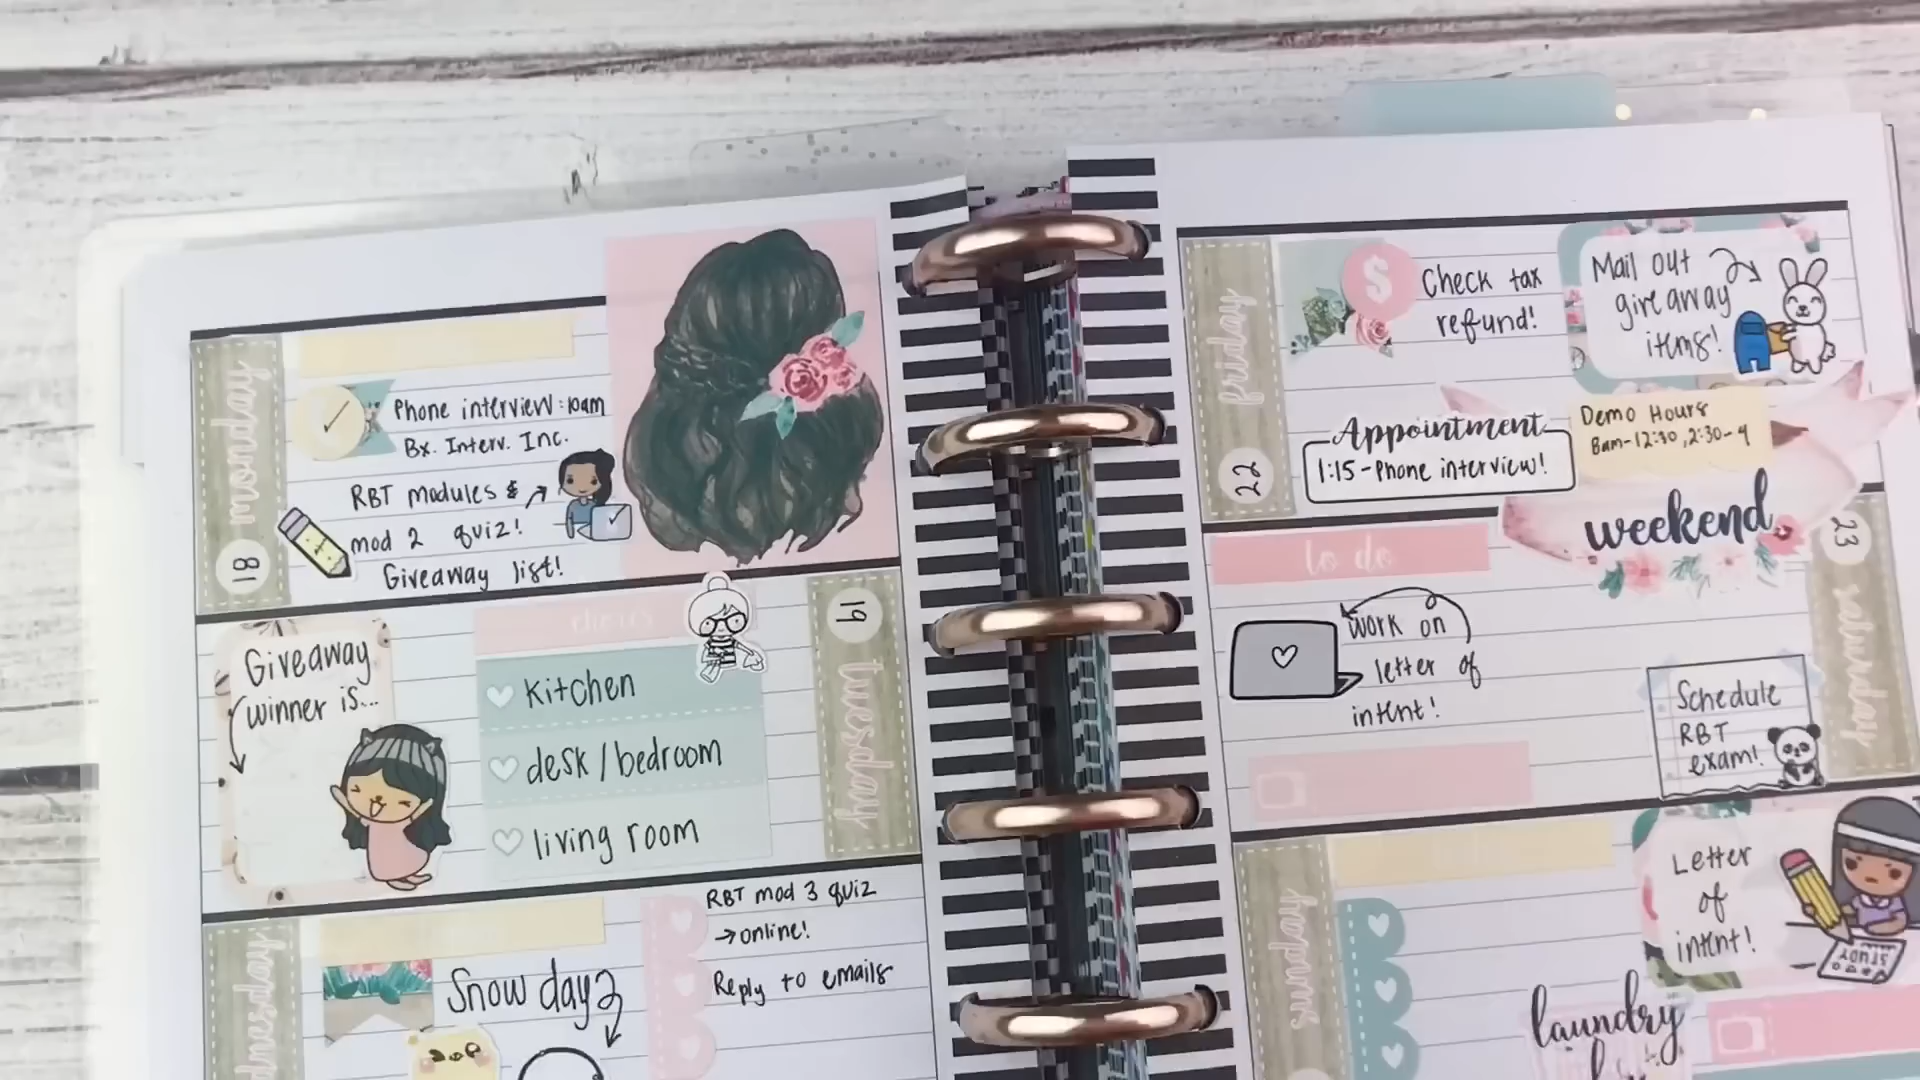 monday
18
Phone interview: 10am
Bx. Interv. Inc.
RBT modules &
mod 2 quiz!
Giveaway list!
Giveaway
winner is...
chores
kitchen
desk / bedroom
living room
19
tuesday
wednesday
Snow day
RBT mod 3 quiz
→ online!
Reply to emails
friday
22
$
Check tax
refund!
Mail out
giveaway
items!
Appointment
1:15 - Phone interview!
Demo Hours
8am-12:30, 2:30-4
weekend
23
saturday
to do
work on
letter of
intent!
Schedule
RBT
exam!
sunday
Letter
of
intent!
STUDY
laundry